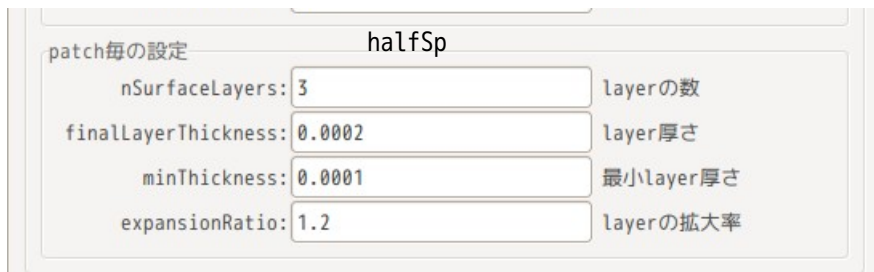 halfSp
patch毎の設定
nSurfaceLayers: 3 layerの数
finalLayerThickness: 0.0002 layer厚さ
minThickness: 0.0001 最小layer厚さ
expansionRatio: 1.2 layerの拡大率